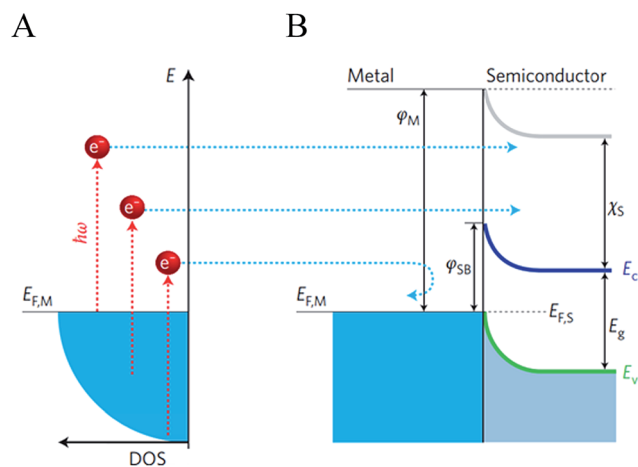 A
B
E
Metal
Semiconductor
φM
e−
e−
e−
ħω
χS
φSB
Ec
EF,M
EF,M
EF,S
Eg
Ev
DOS